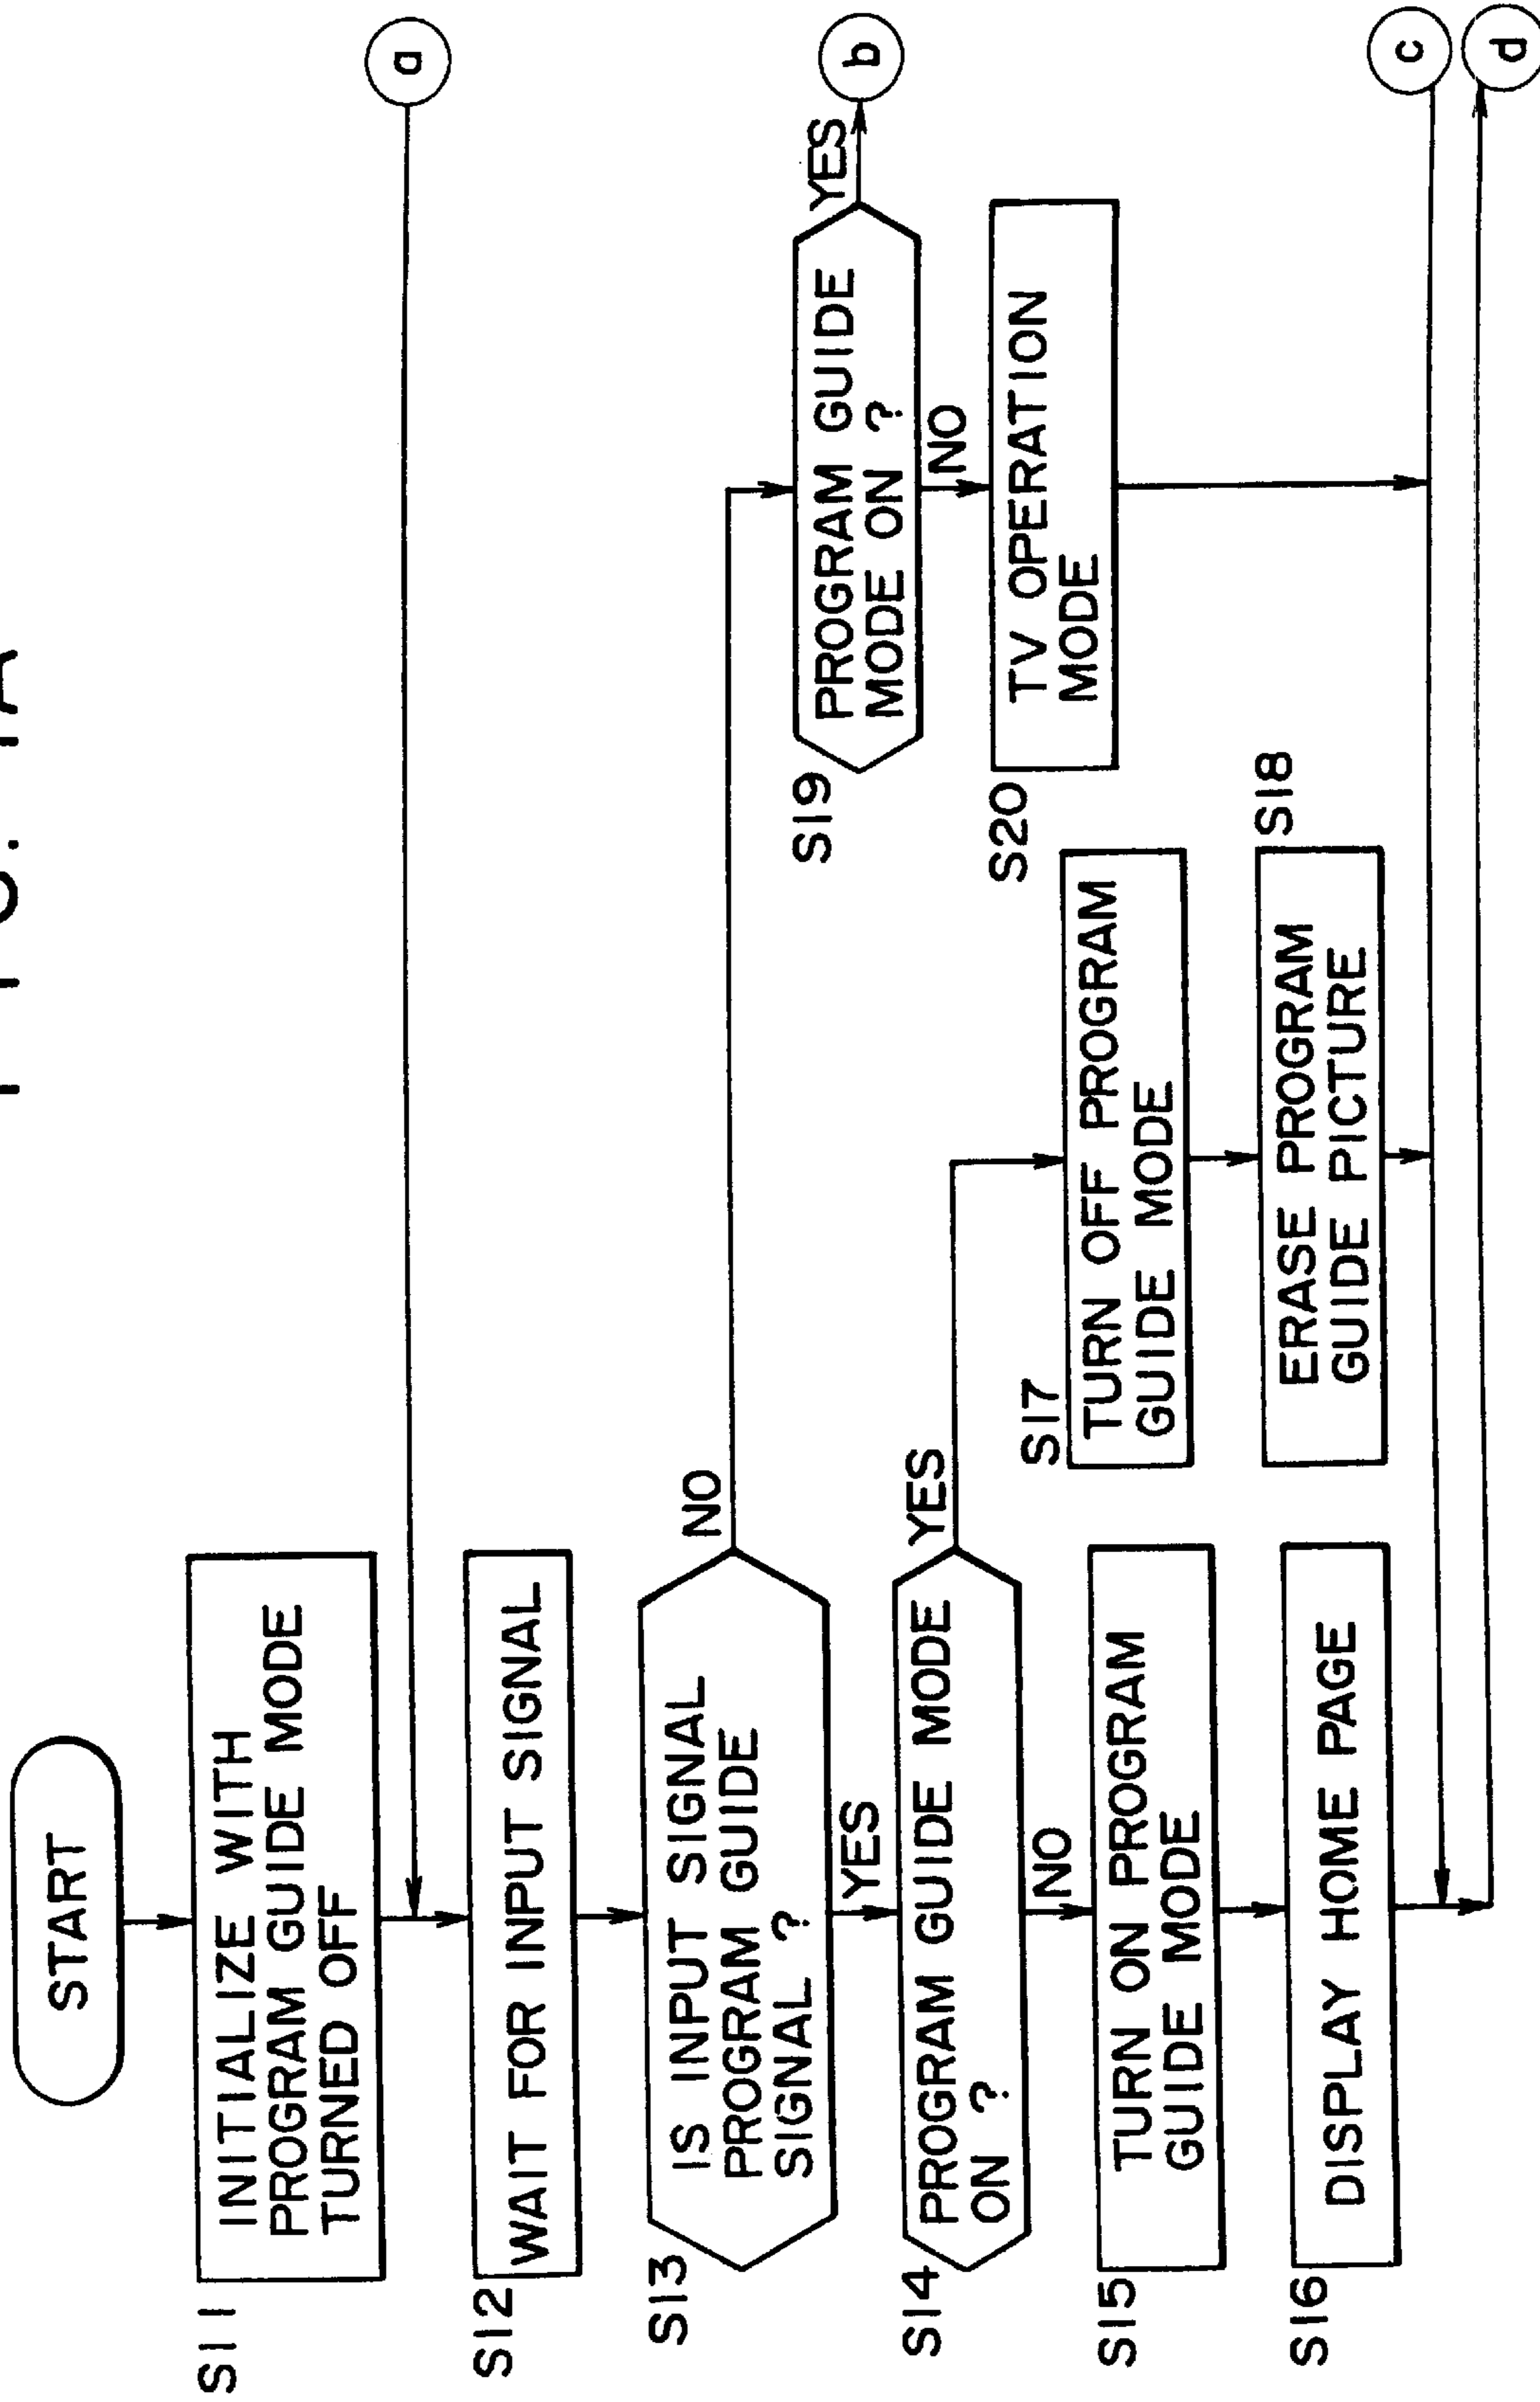 START
S11
INITIALIZE WITH
PROGRAM GUIDE MODE
TURNED OFF
a
S12
WAIT FOR INPUT SIGNAL
S13
IS INPUT SIGNAL
PROGRAM GUIDE
SIGNAL ?
NO
YES
S14
PROGRAM GUIDE MODE
ON ?
YES
NO
S15
TURN ON PROGRAM
GUIDE MODE
S16
DISPLAY HOME PAGE
S17
TURN OFF PROGRAM
GUIDE MODE
S18
ERASE PROGRAM
GUIDE PICTURE
S19
PROGRAM GUIDE
MODE ON ?
YES
b
NO
S20
TV OPERATION
MODE
c
d